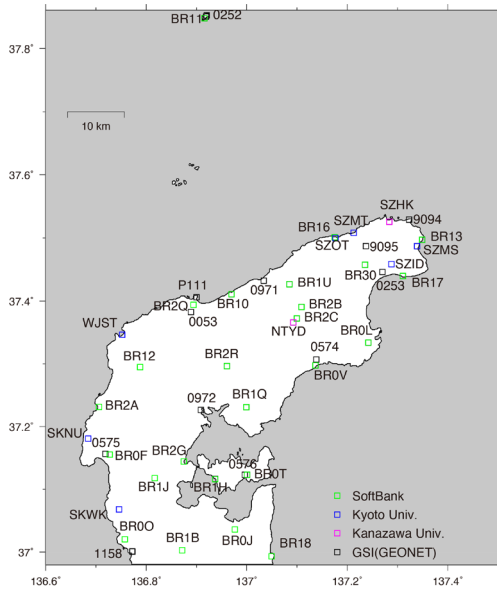 BR11 0252
37.8˚
10 km
37.6˚
SZHK
SZMT 9094
BR16
BR13
SZOT 9095 SZMS
SZID
BR30
0253
BR17
0971
P111 BR1U
BR2Q BR10
0053
BR2B
BR2C
37.4˚
WJST
NTYD
BR0L
0574
BR12 BR2R
BR0V
0972 BR1Q
BR2A
37.2˚
SKNU
0575
BR0F BR2G
0576
BR0T
BR1J BR1H
SKWK
BR0O
BR1B BR0J
BR18
1158
37˚
SoftBank
Kyoto Univ.
Kanazawa Univ.
GSI(GEONET)
136.6˚ 136.8˚ 137˚ 137.2˚ 137.4˚